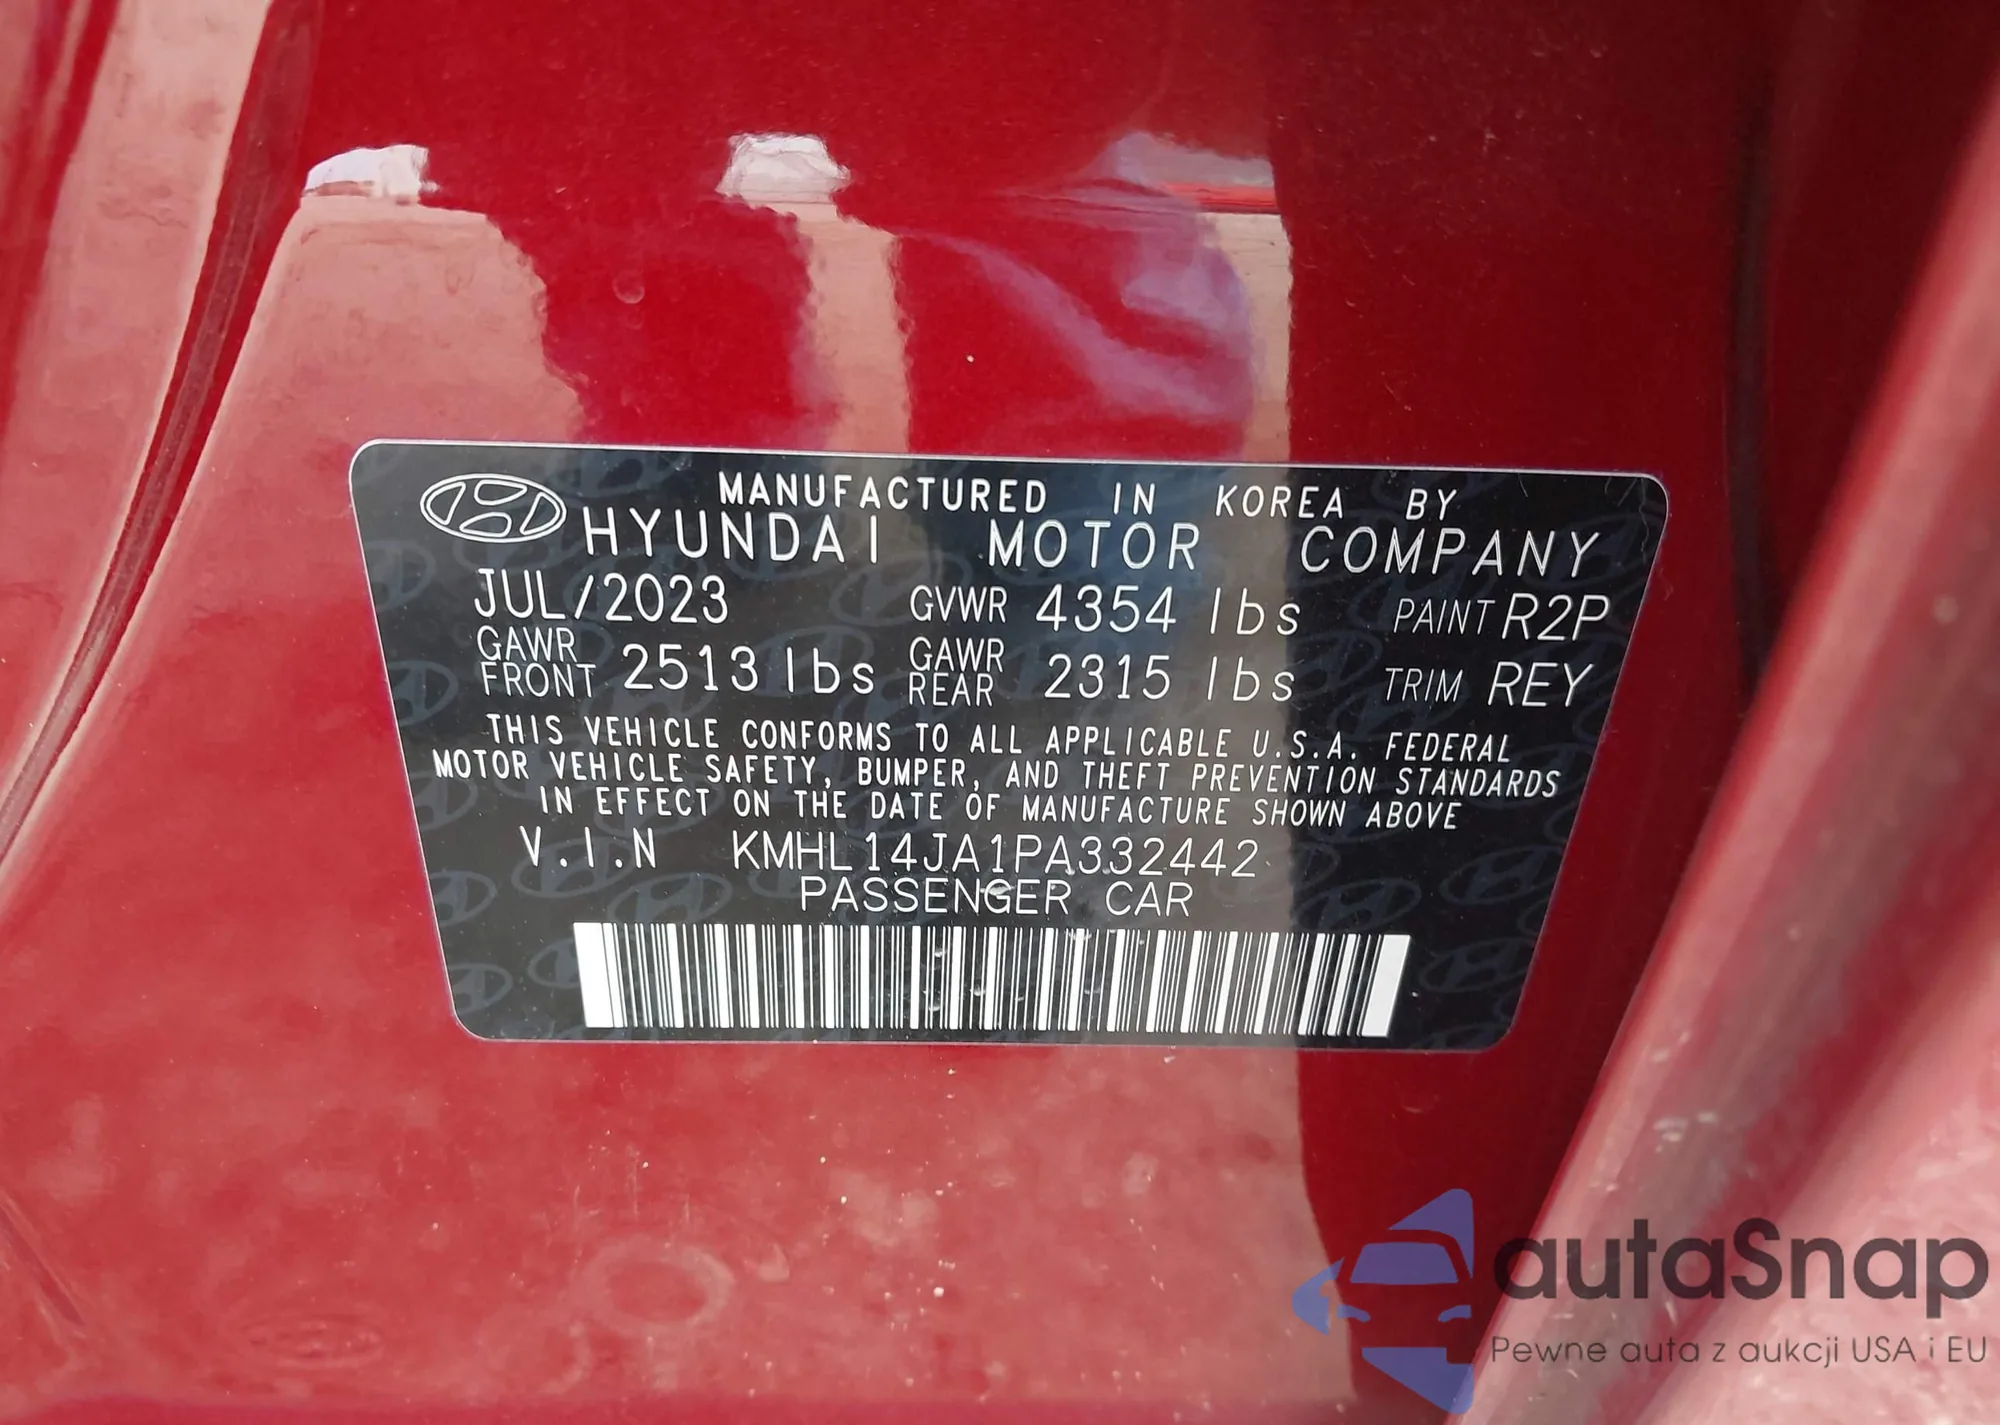 MANUFACTURED IN KOREA BY
HYUNDAI MOTOR COMPANY
JUL/2023 GVWR 4354 lbs PAINT R2P
GAWR FRONT 2513 lbs GAWR REAR 2315 lbs TRIM REY
THIS VEHICLE CONFORMS TO ALL APPLICABLE U.S.A. FEDERAL
MOTOR VEHICLE SAFETY, BUMPER, AND THEFT PREVENTION STANDARDS
IN EFFECT ON THE DATE OF MANUFACTURE SHOWN ABOVE
V.I.N KMHL14JA1PA332442
PASSENGER CAR
autaSnap
Pewne auta z aukcji USA i EU